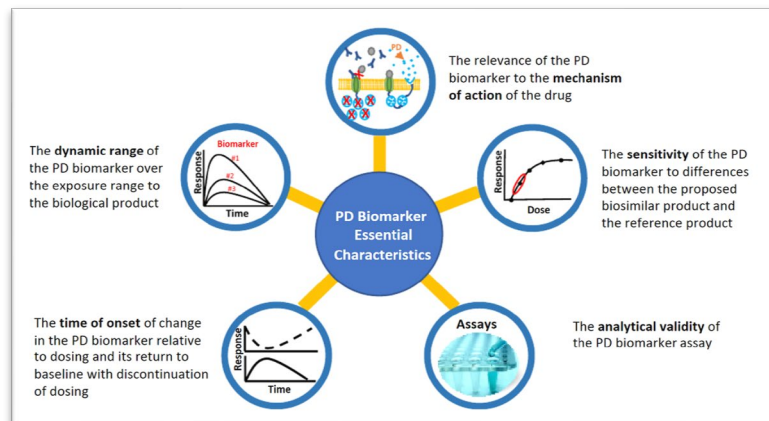 PD
The relevance of the PD
biomarker to the mechanism
of action of the drug
The dynamic range of
the PD biomarker over
the exposure range to
the biological product
Biomarker
#1
#2
#3
Response
Time
Response
Dose
The sensitivity of the PD
biomarker to differences
between the proposed
biosimilar product and
the reference product
PD Biomarker
Essential
Characteristics
The time of onset of change
in the PD biomarker relative
to dosing and its return to
baseline with discontinuation
of dosing
Response
Response
Time
Assays
The analytical validity of
the PD biomarker assay